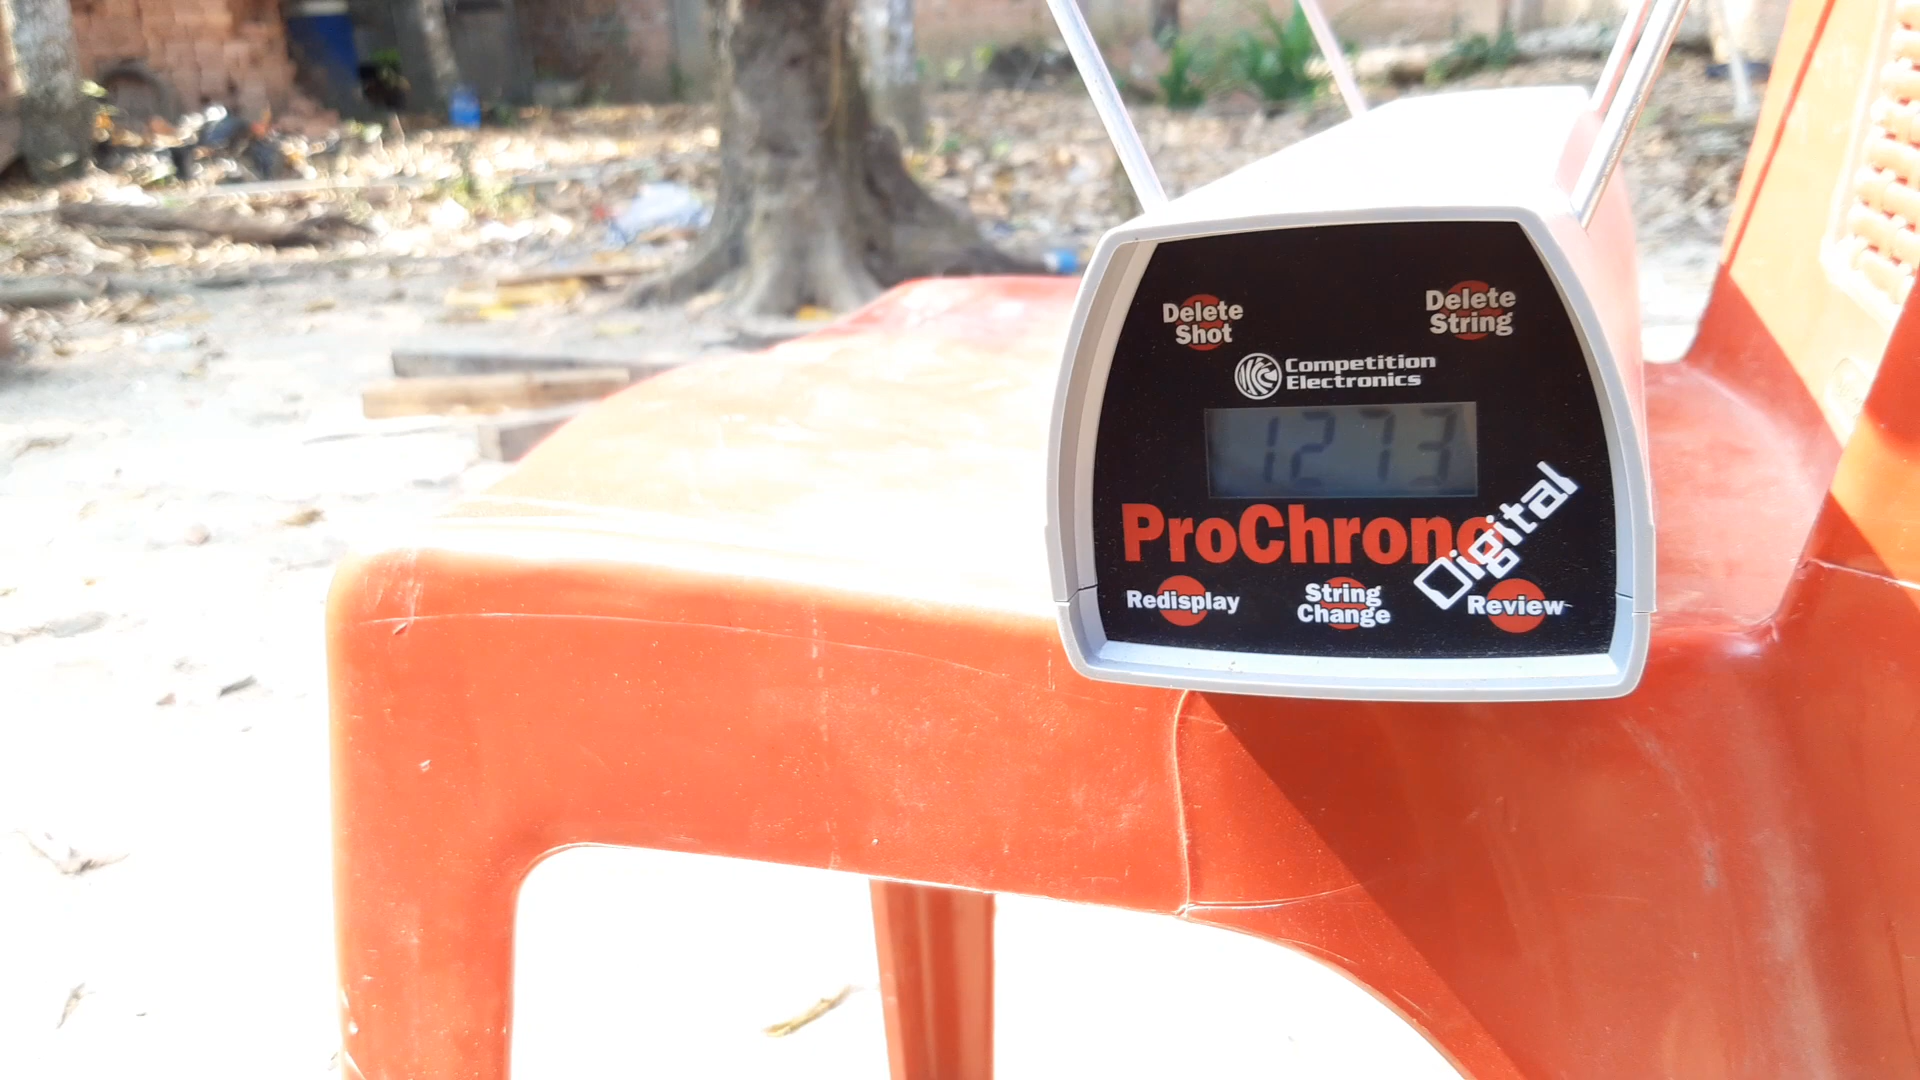 Delete
Shot
Delete
String
Competition
Electronics
1273
ProChrono
Digital
Redisplay
String
Change
Review